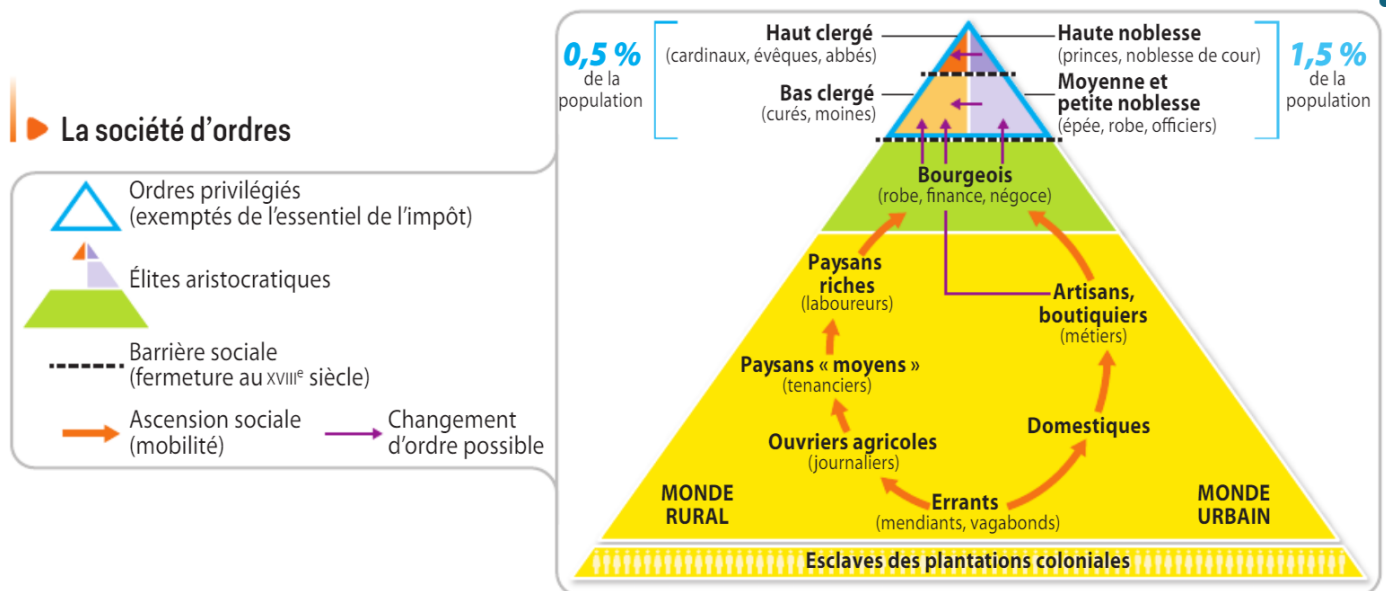 La société d'ordres
Ordres privilégiés
(exemptés de l'essentiel de l'impôt)
Élites aristocratiques
Barrière sociale
(fermeture au XVIIIe siècle)
Ascension sociale
(mobilité)
Changement
d'ordre possible
0,5 %
de la
population
Haut clergé
(cardinaux, évêques, abbés)
Bas clergé
(curés, moines)
Haute noblesse
(princes, noblesse de cour)
Moyenne et
petite noblesse
(épée, robe, officiers)
1,5 %
de la
population
Bourgeois
(robe, finance, négoce)
Paysans
riches
(laboureurs)
Artisans,
boutiquiers
(métiers)
Paysans « moyens »
(tenanciers)
Domestiques
Ouvriers agricoles
(journaliers)
Errants
(mendiants, vagabonds)
MONDE
RURAL
MONDE
URBAIN
Esclaves des plantations coloniales